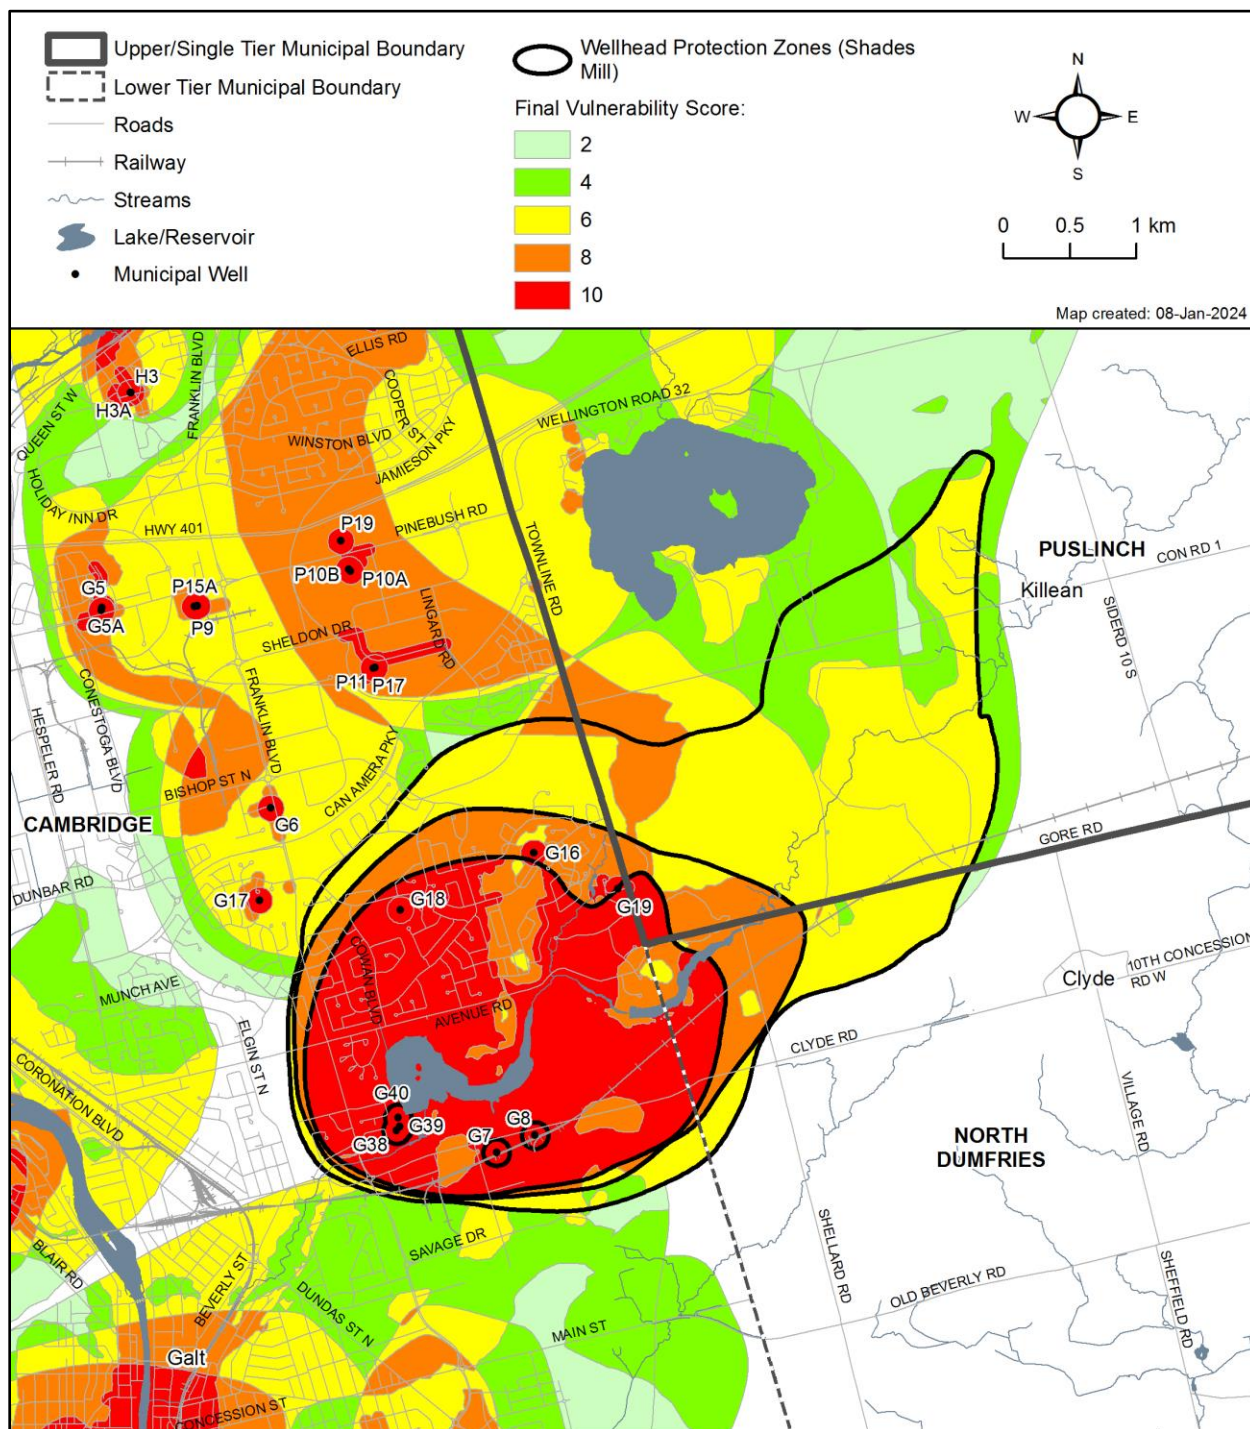 Upper/Single Tier Municipal Boundary
Lower Tier Municipal Boundary
Roads
Railway
Streams
Lake/Reservoir
Municipal Well
Wellhead Protection Zones (Shades
Mill)
Final Vulnerability Score:
2
4
6
8
10
N
W
E
S
0
0.5
1 km
Map created: 08-Jan-2024
H3
H3A
QUEEN ST W
FRANKLIN BLVD
ELLIS RD
COOPER ST
WINSTON BLVD
JAMIESON PKY
WELLINGTON ROAD 32
HOLIDAY INN DR
HWY 401
P19
PINEBUSH RD
TOWNLINE RD
P10B
P10A
G5
G5A
P15A
P9
SHELDON DR
LINGARD RD
P11
P17
PUSLINCH
CON RD 1
Killean
SIDERD 10 S
CONESTOGA BLVD
HESPELER RD
FRANKLIN BLVD
BISHOP ST N
CAN AMERA PKY
G6
CAMBRIDGE
DUNBAR RD
GORE RD
G16
G17
G18
G19
COWAN BLVD
MUNCH AVE
AVENUE RD
ELGIN ST N
10TH CONCESSION
RD W
Clyde
CLYDE RD
CORONATION BLVD
G40
G39
G38
G7
G8
VILLAGE RD
NORTH
DUMFRIES
SAVAGE DR
SHELLARD RD
BLAIR RD
BEVERLY ST
DUNDAS ST N
OLD BEVERLY RD
SHEFFIELD RD
MAIN ST
Galt
CONCESSION ST